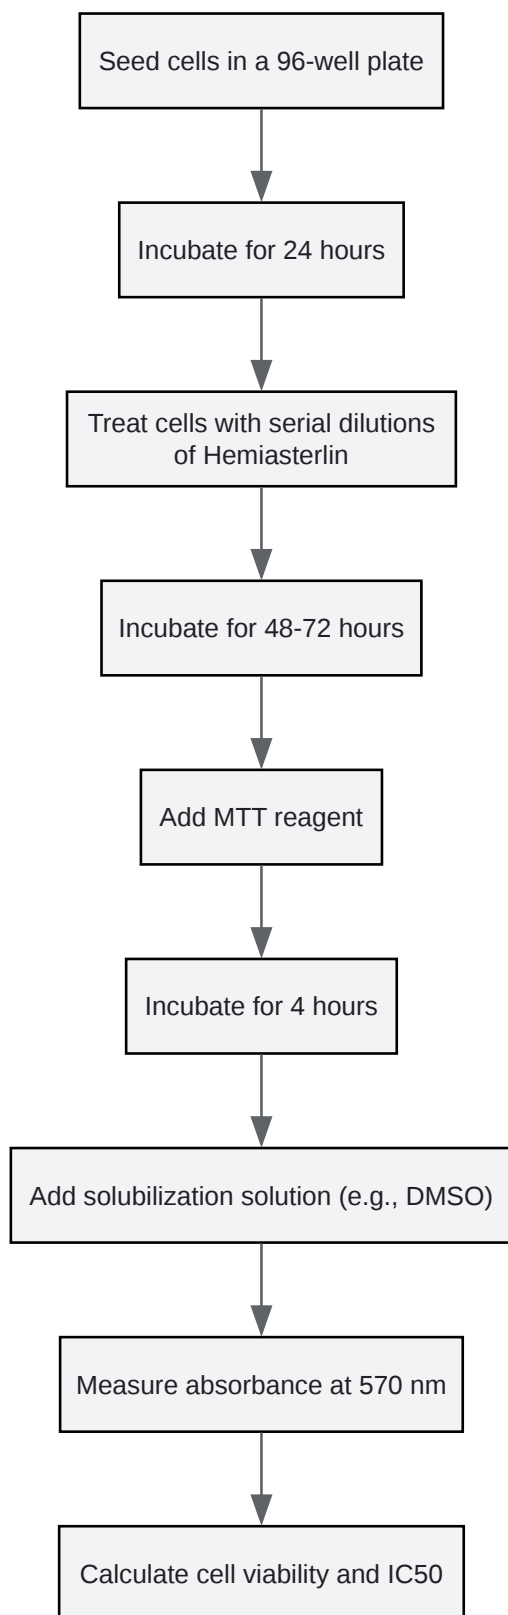 Seed cells in a 96-well plate
Incubate for 24 hours
Treat cells with serial dilutions
of Hemiasterlin
Incubate for 48-72 hours
Add MTT reagent
Incubate for 4 hours
Add solubilization solution (e.g., DMSO)
Measure absorbance at 570 nm
Calculate cell viability and IC50